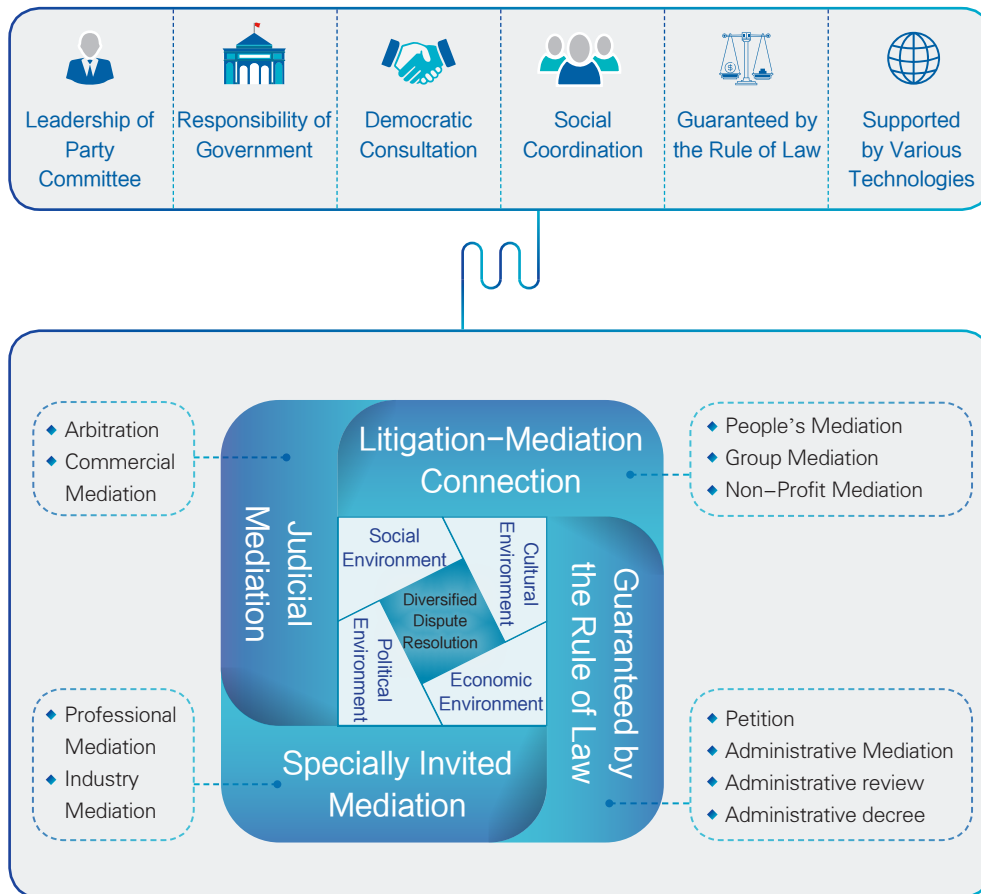 Leadership of
Party
Committee
Responsibility of
Government
Democratic
Consultation
Social
Coordination
Guaranteed by
the Rule of Law
Supported
by Various
Technologies
◆ Arbitration
◆ Commercial
Mediation
Judicial
Mediation
Litigation−Mediation
Connection
◆ People's Mediation
◆ Group Mediation
◆ Non−Profit Mediation
Social
Environment
Cultural
Environment
Diversified
Dispute
Resolution
Political
Environment
Economic
Environment
Guaranteed by
the Rule of Law
◆ Professional
Mediation
◆ Industry
Mediation
Specially Invited
Mediation
◆ Petition
◆ Administrative Mediation
◆ Administrative review
◆ Administrative decree